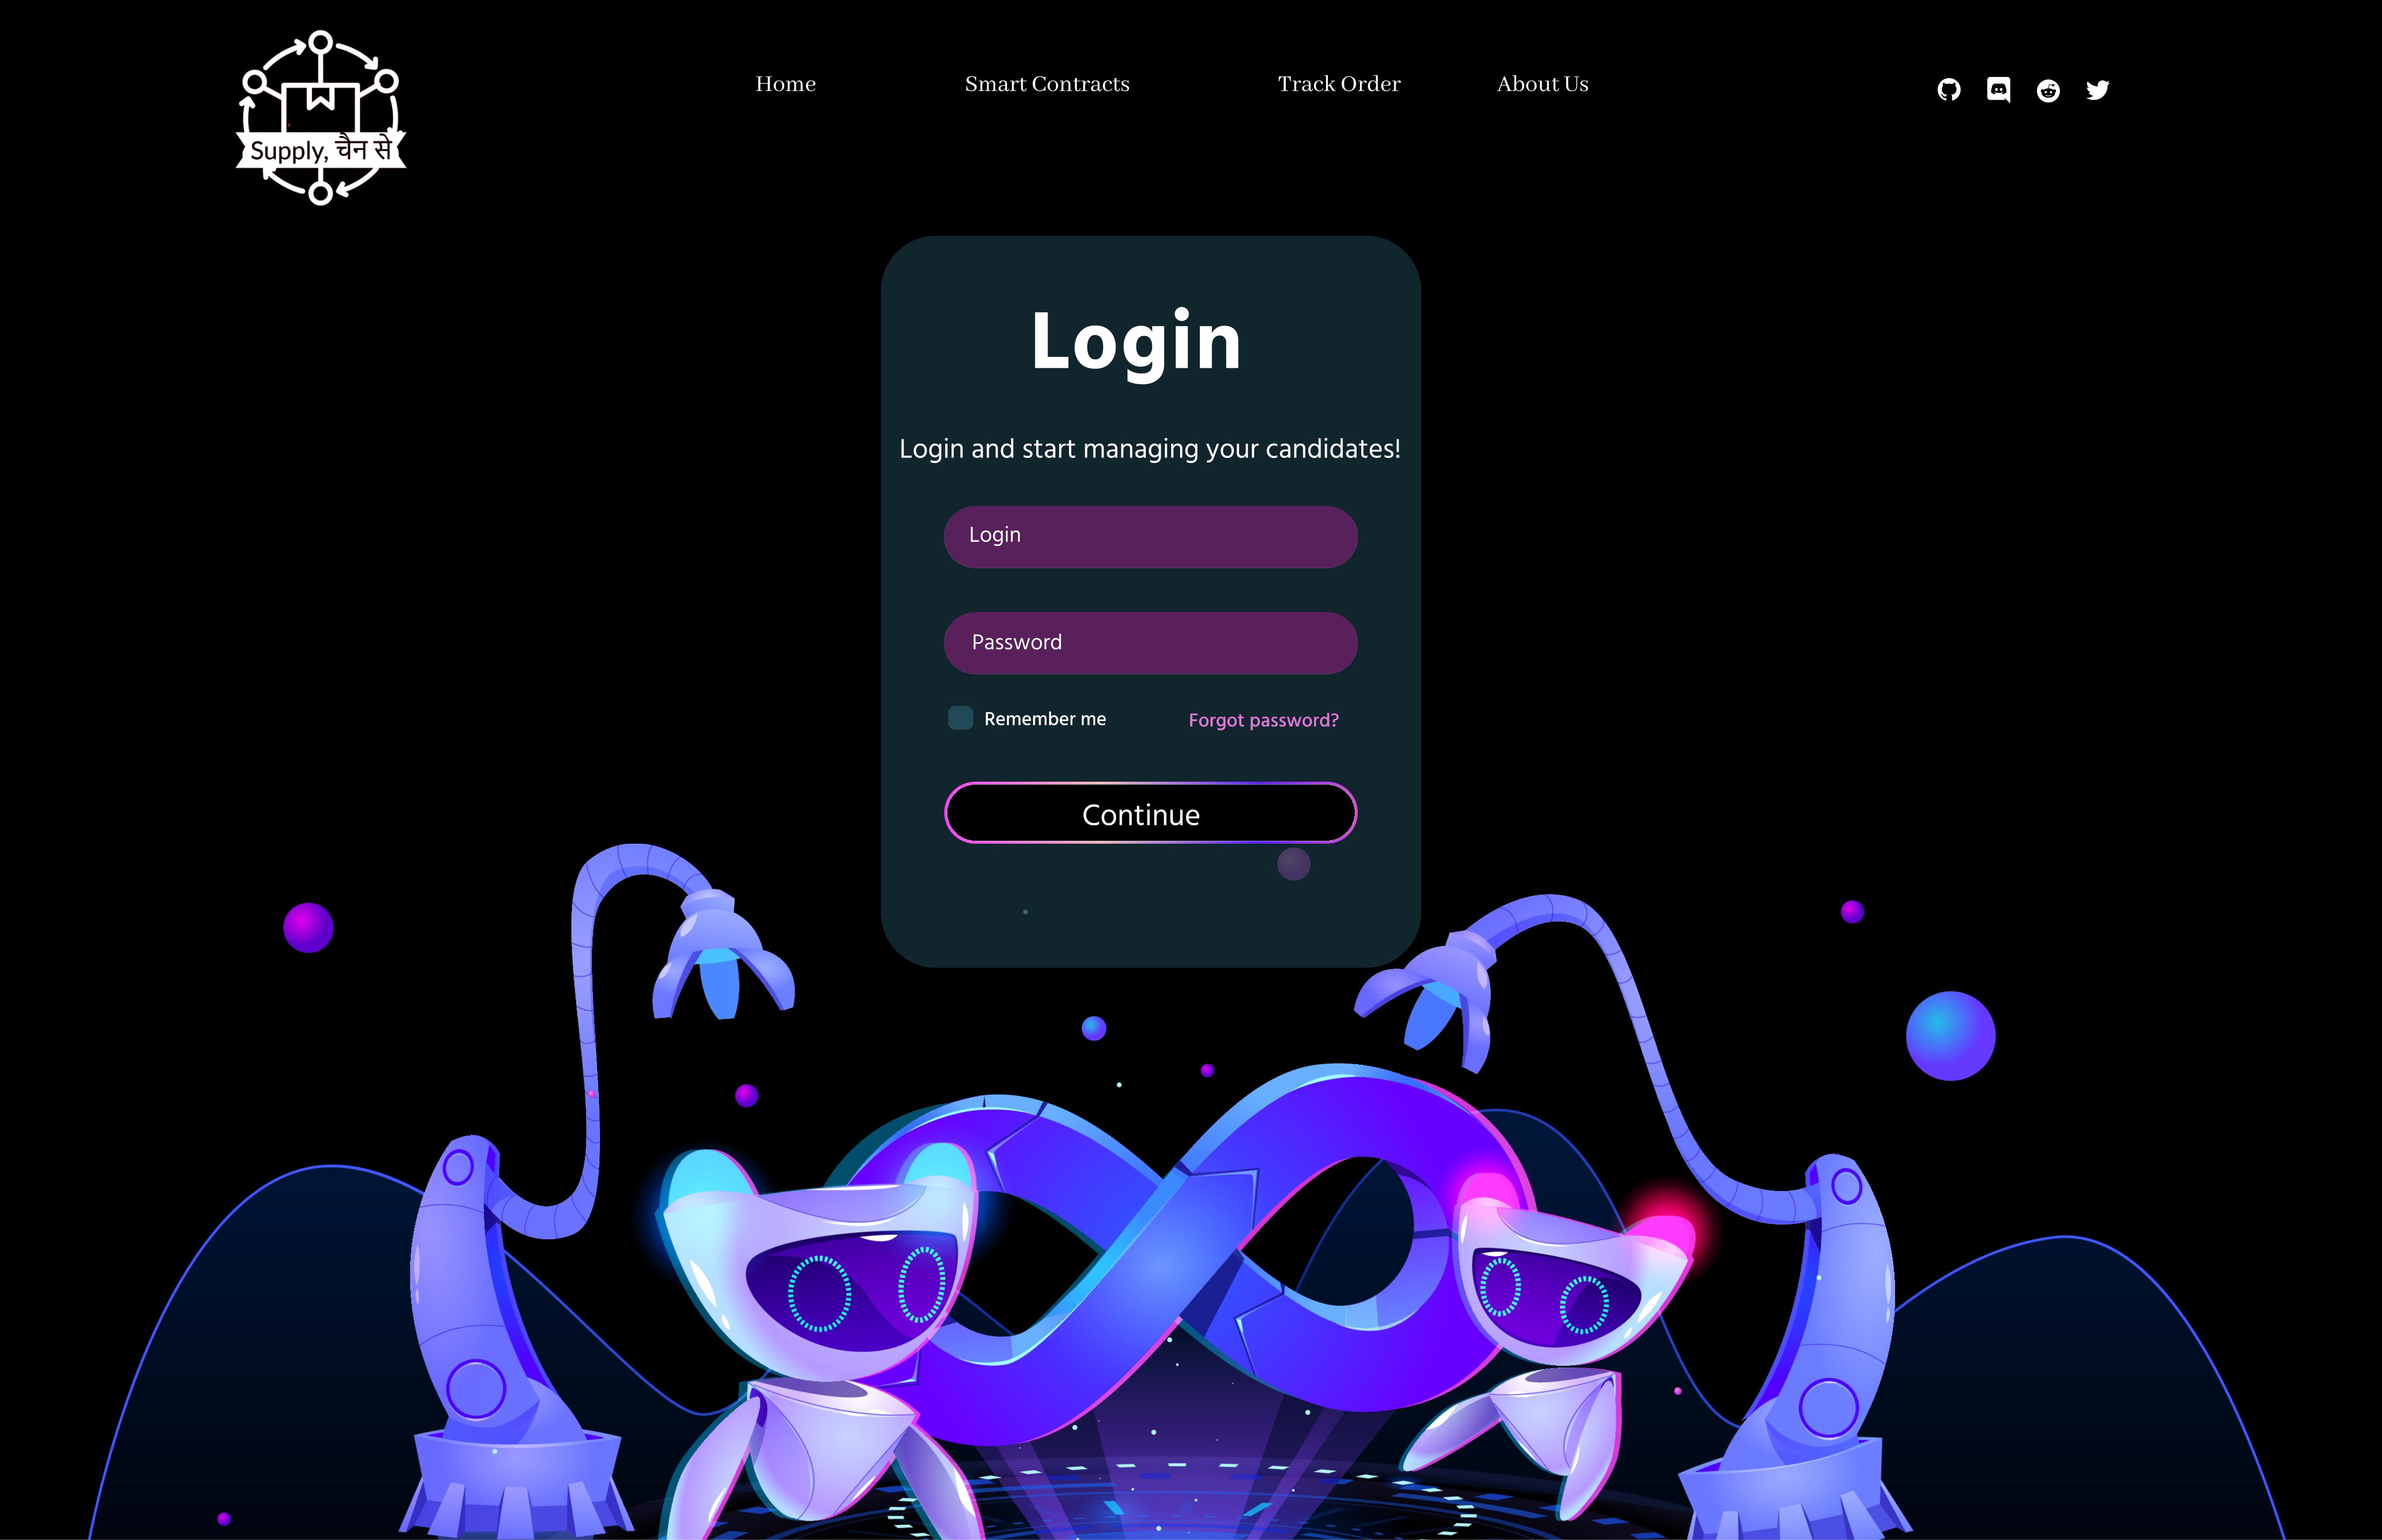 Home
Smart Contracts
Track Order
About Us
Supply, चैन से
Login
Login and start managing your candidates!
Login
Password
Remember me
Forgot password?
Continue